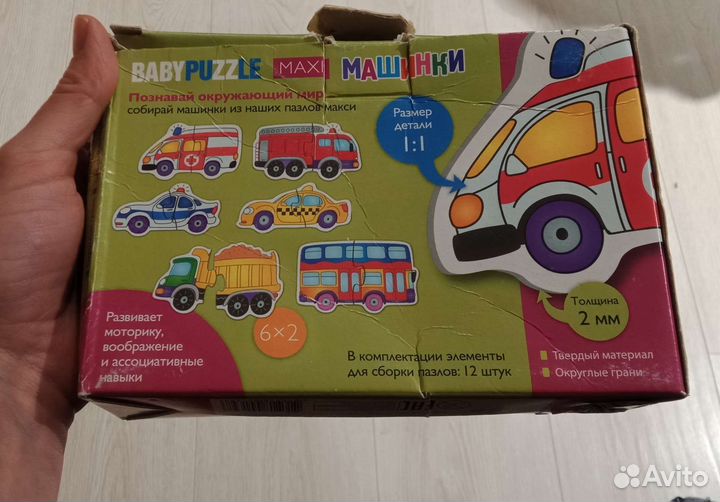 BABYPUZZLE MAXI МАШИНКИ
Познавай окружающий мир
собирай машинки из наших пазлов макси
Размер
детали
1:1
6×2
Развивает
моторику,
воображение
и ассоциативные
навыки
В комплектации элементы
для сборки пазлов: 12 штук
Толщина
2 мм
Твердый материал
Округлые грани
Avito